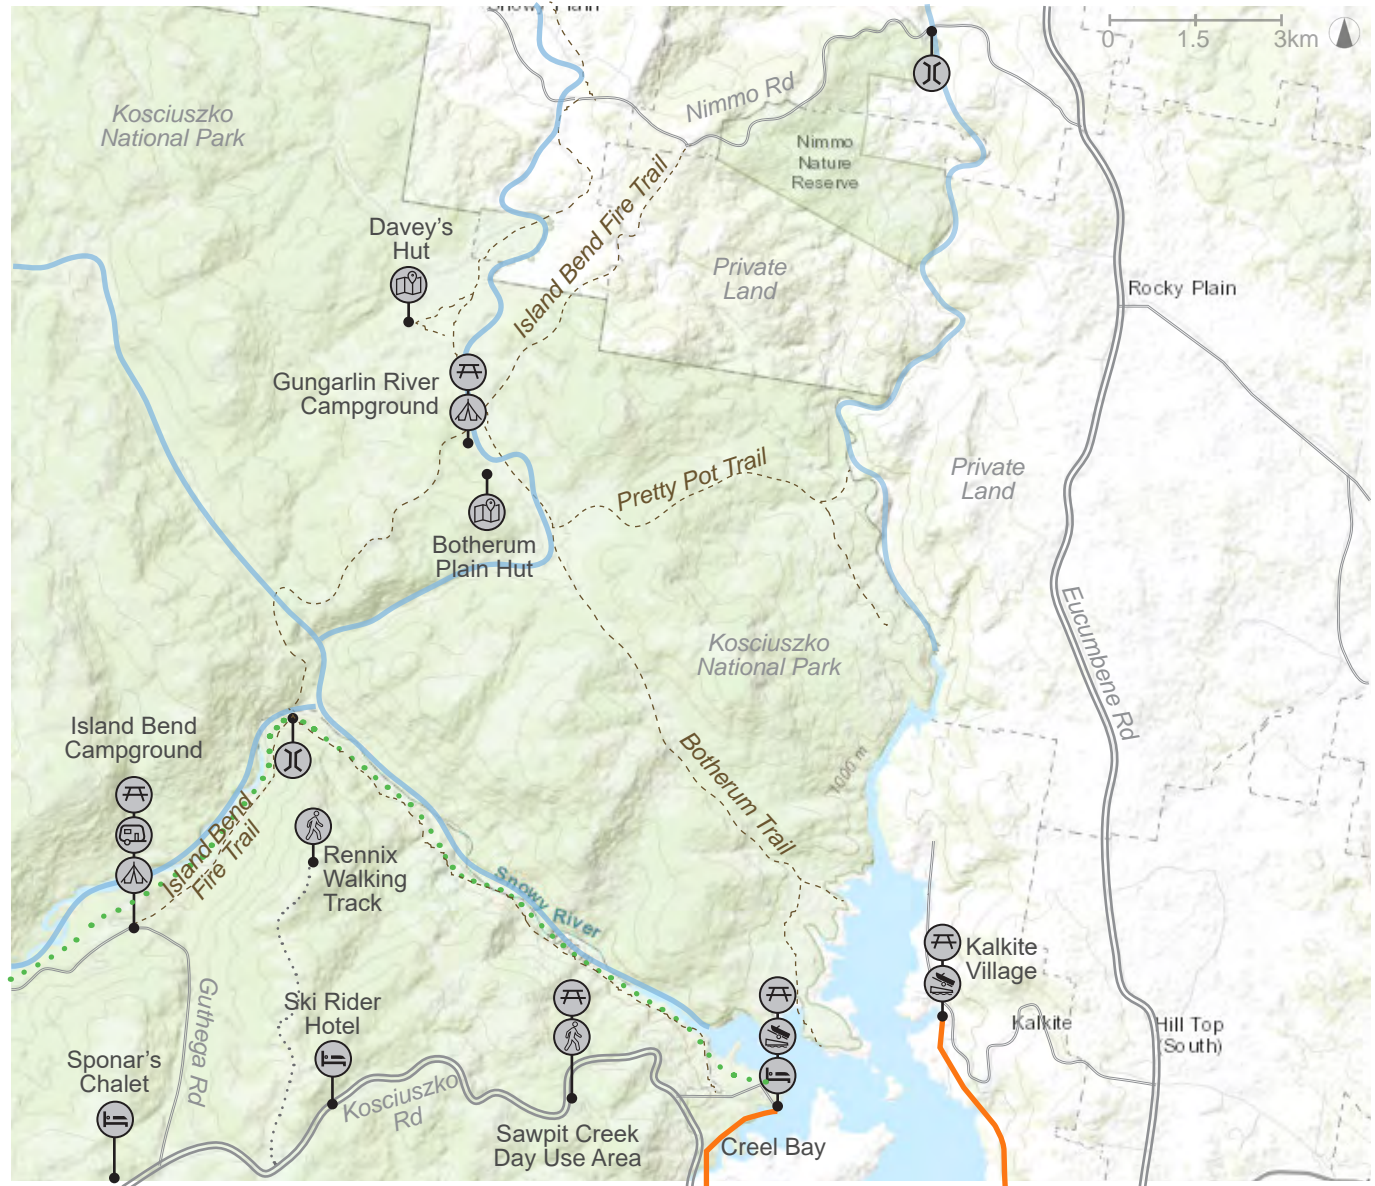 Snowy Plain
0 1.5 3km
Kosciuszko
National Park
Nimmo Rd
Nimmo
Nature
Reserve
Island Bend Fire Trail
Davey's
Hut
Private
Land
Rocky Plain
Gungarlin River
Campground
Pretty Pot Trail
Private
Land
Botherum
Plain Hut
Kosciuszko
National Park
Eucumbene Rd
Island Bend
Campground
Botherum Trail
1000 m
Island Bend
Fire Trail
Rennix
Walking
Track
Snowy River
Kalkite
Village
Guthega Rd
Ski Rider
Hotel
Kalkite
Hill Top
(South)
Sponar's
Chalet
Kosciuszko
Rd
Sawpit Creek
Day Use Area
Creel Bay